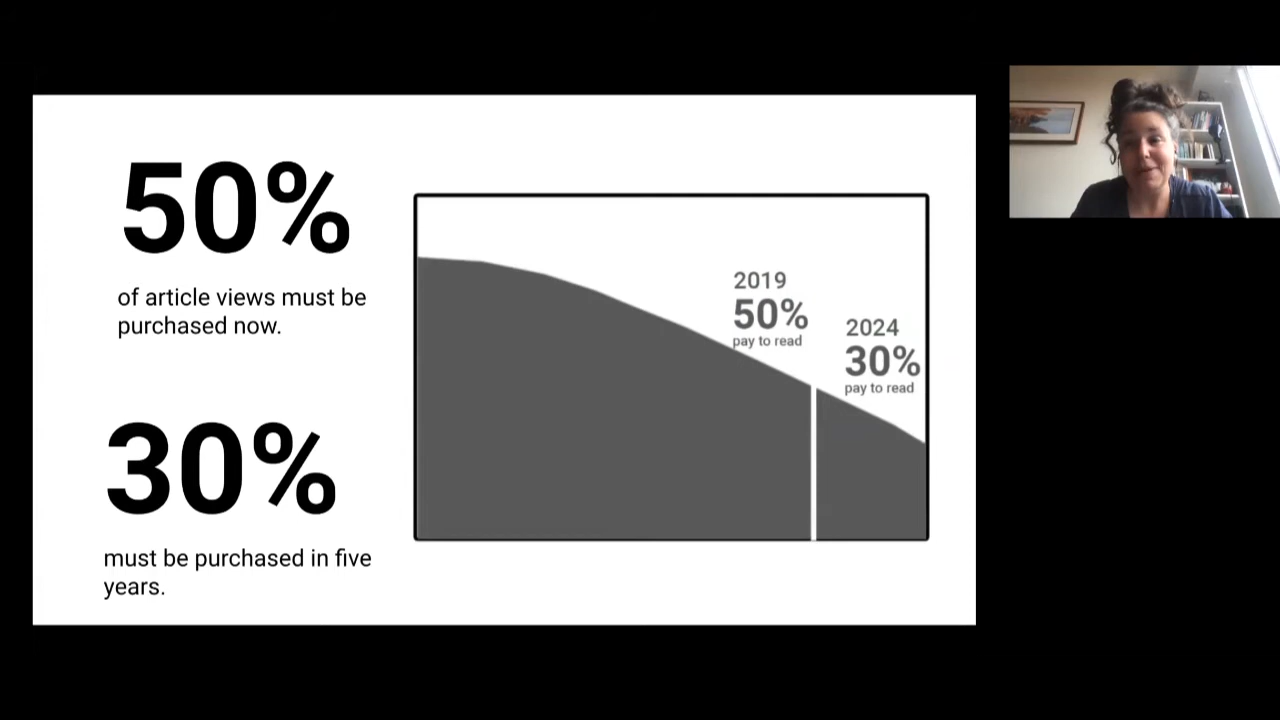 50%
of article views must be
purchased now.
30%
must be purchased in five
years.
2019
50%
pay to read
2024
30%
pay to read